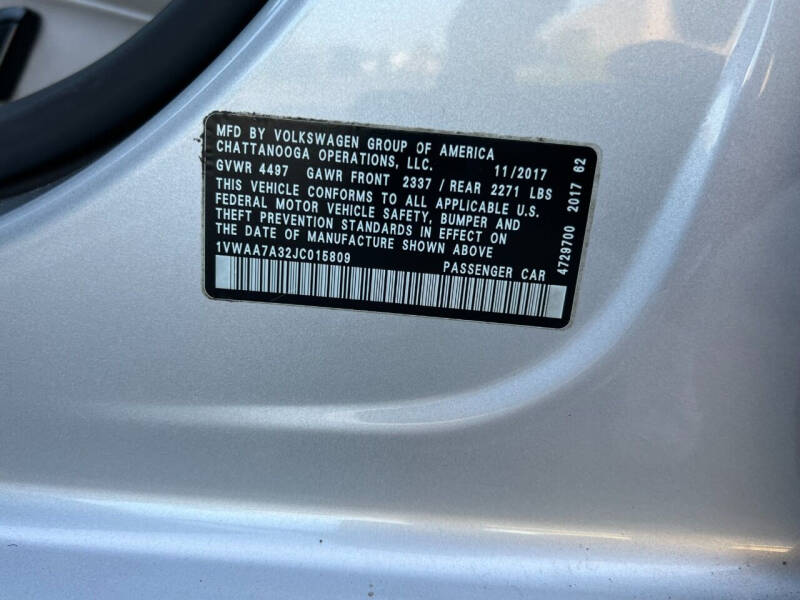 MFD BY VOLKSWAGEN GROUP OF AMERICA
CHATTANOOGA OPERATIONS, LLC. 11/2017
GVWR 4497 GAWR FRONT 2337 / REAR 2271 LBS
THIS VEHICLE CONFORMS TO ALL APPLICABLE U.S.
FEDERAL MOTOR VEHICLE SAFETY, BUMPER AND
THEFT PREVENTION STANDARDS IN EFFECT ON
THE DATE OF MANUFACTURE SHOWN ABOVE
1VWAA7A32JC015809 PASSENGER CAR
4729700 2017 62